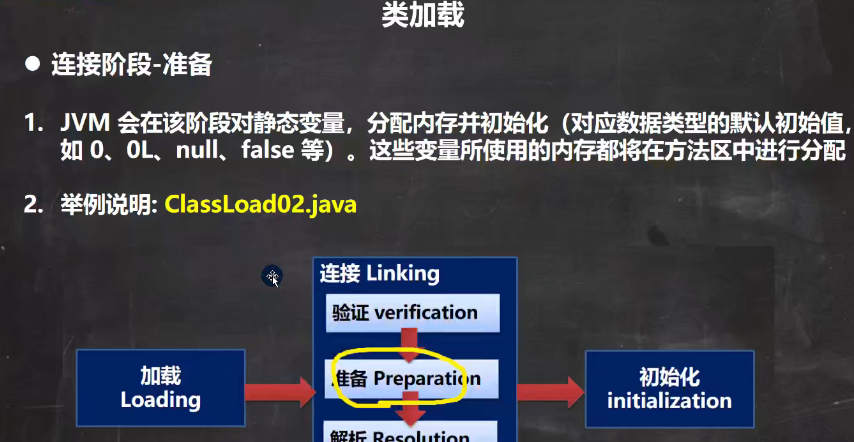 类加载
● 连接阶段-准备
1. JVM 会在该阶段对静态变量，分配内存并初始化（对应数据类型的默认初始值，
如 0、0L、null、false 等）。这些变量所使用的内存都将在方法区中进行分配
2. 举例说明: ClassLoad02.java
连接 Linking
验证 verification
准备 Preparation
解析 Resolution
加载
Loading
初始化
initialization